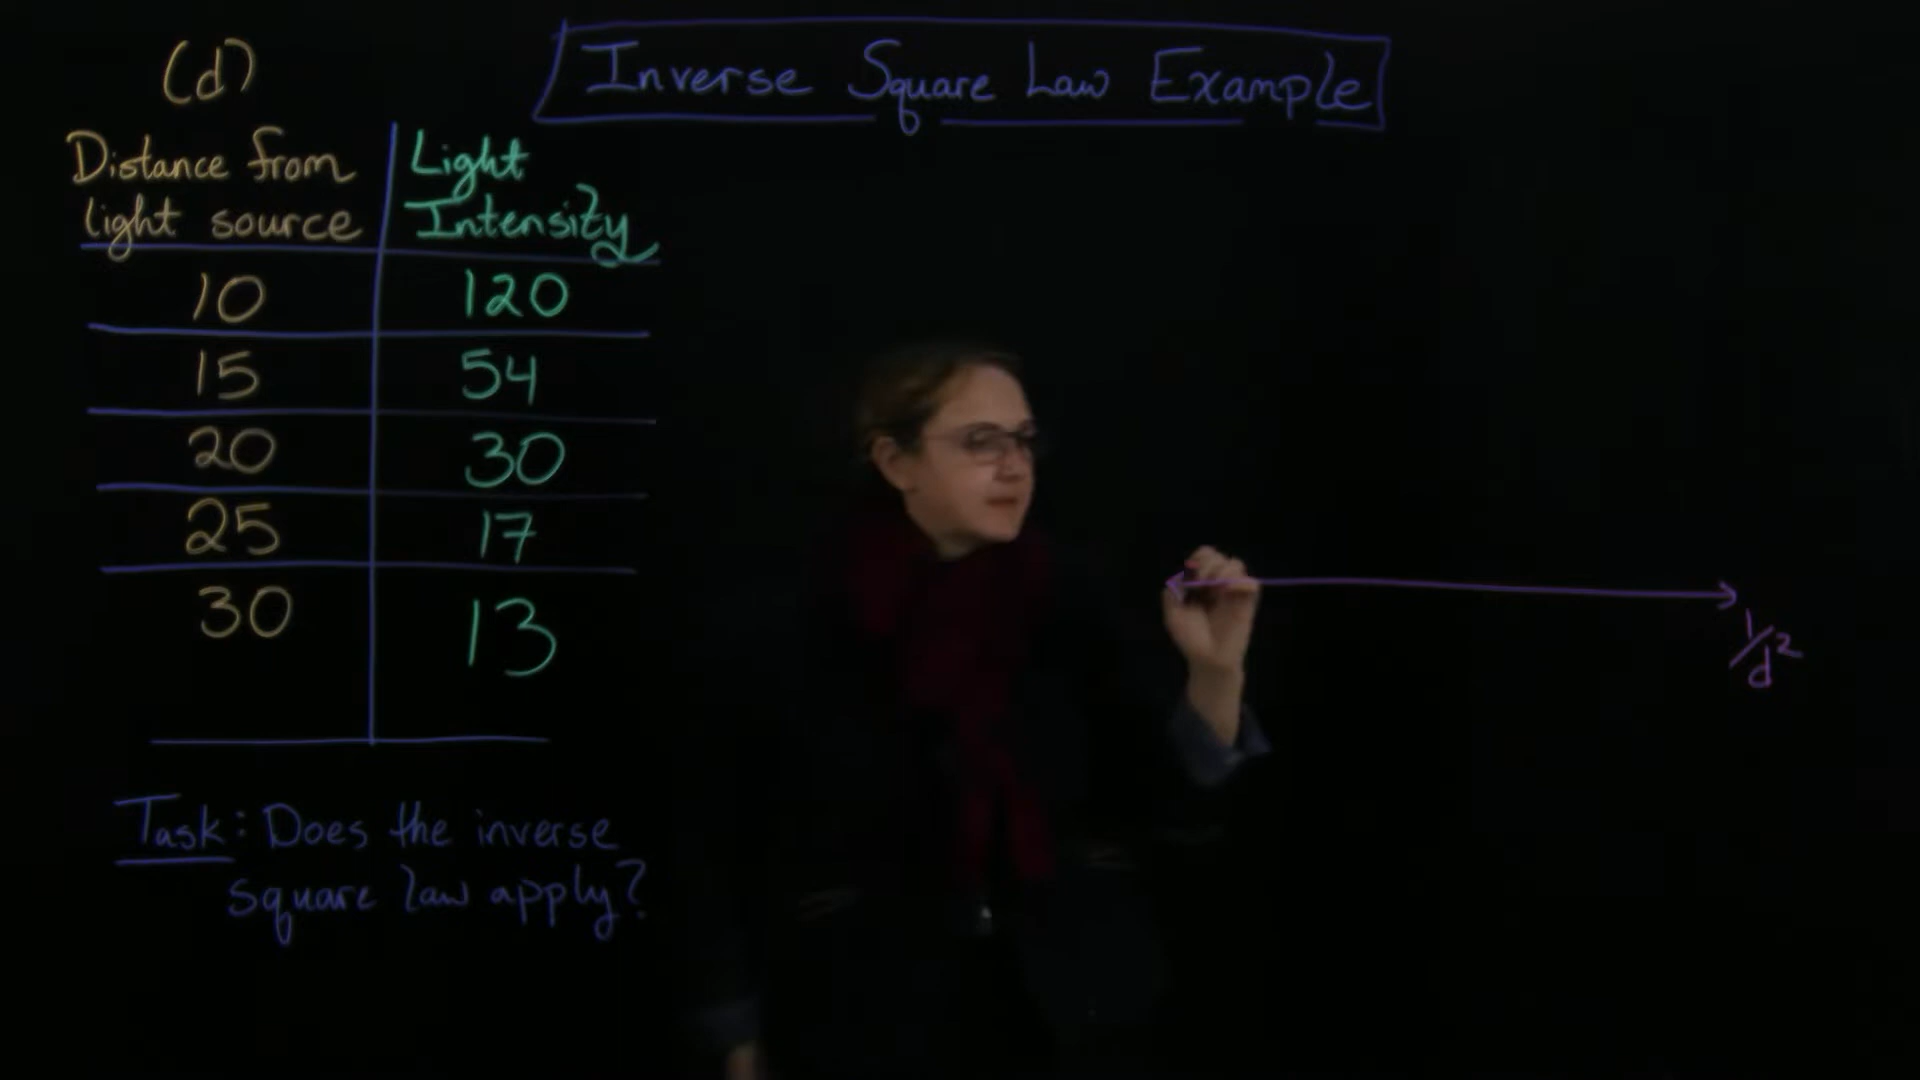 Inverse Square Law Example
(d)
Distance from light source | Light Intensity
10 | 120
15 | 54
20 | 30
25 | 17
30 | 13
Task: Does the inverse
square law apply?
1/d²